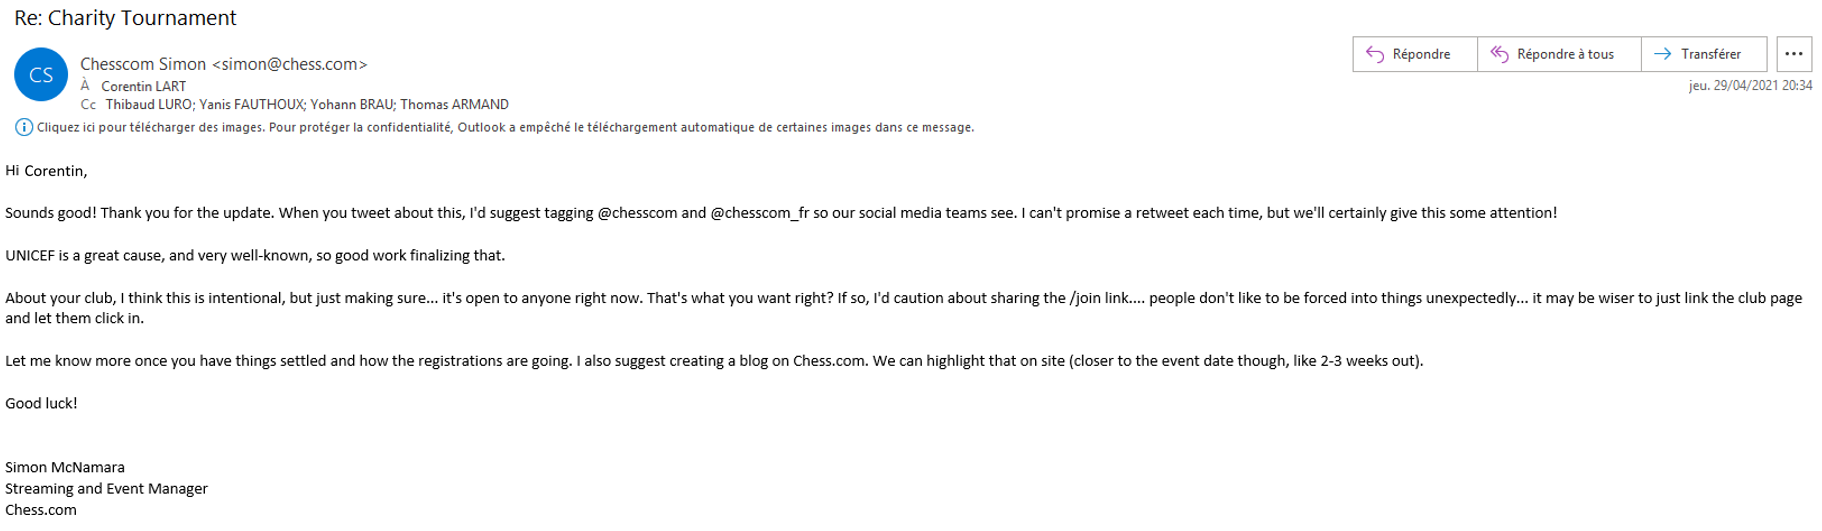 Re: Charity Tournament
CS
Chesscom Simon <simon@chess.com>
À Corentin LART
Cc Thibaud LURO; Yanis FAUTHOUX; Yohann BRAU; Thomas ARMAND
Répondre
Répondre à tous
Transférer
...
jeu. 29/04/2021 20:34
Cliquez ici pour télécharger des images. Pour protéger la confidentialité, Outlook a empêché le téléchargement automatique de certaines images dans ce message.
Hi Corentin,
Sounds good! Thank you for the update. When you tweet about this, I'd suggest tagging @chesscom and @chesscom_fr so our social media teams see. I can't promise a retweet each time, but we'll certainly give this some attention!
UNICEF is a great cause, and very well-known, so good work finalizing that.
About your club, I think this is intentional, but just making sure... it's open to anyone right now. That's what you want right? If so, I'd caution about sharing the /join link.... people don't like to be forced into things unexpectedly... it may be wiser to just link the club page
and let them click in.
Let me know more once you have things settled and how the registrations are going. I also suggest creating a blog on Chess.com. We can highlight that on site (closer to the event date though, like 2-3 weeks out).
Good luck!
Simon McNamara
Streaming and Event Manager
Chess.com